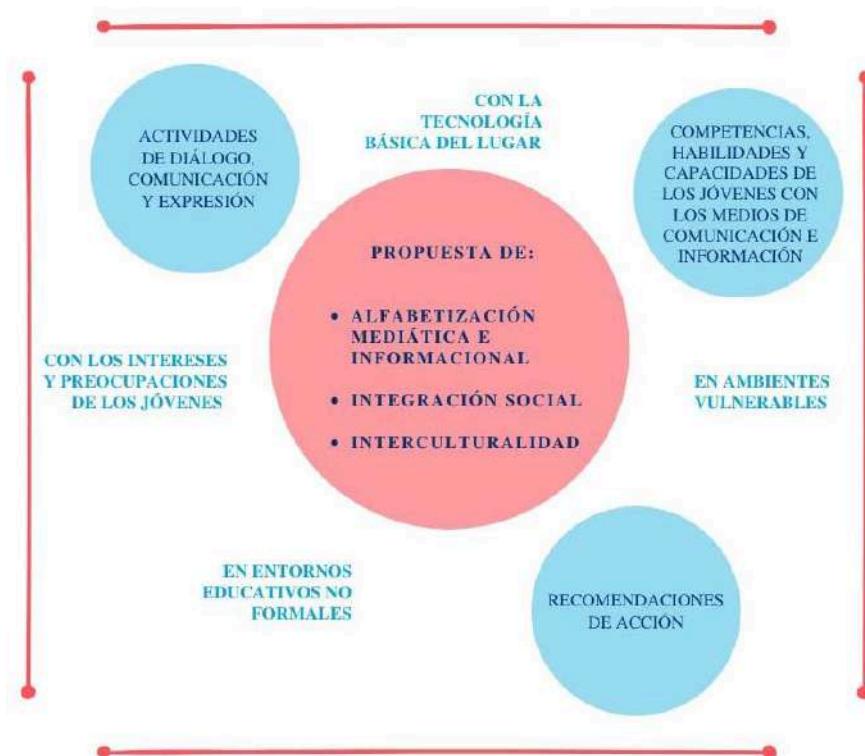 ACTIVIDADES
DE DIÁLOGO,
COMUNICACIÓN
Y EXPRESIÓN
CON LA
TECNOLOGÍA
BÁSICA DEL LUGAR
COMPETENCIAS,
HABILIDADES Y
CAPACIDADES DE
LOS JÓVENES CON
LOS MEDIOS DE
COMUNICACIÓN E
INFORMACIÓN
PROPUESTA DE:
• ALFABETIZACIÓN
MEDIÁTICA E
INFORMACIONAL
• INTEGRACIÓN SOCIAL
• INTERCULTURALIDAD
CON LOS INTERESES
Y PREOCUPACIONES
DE LOS JÓVENES
EN AMBIENTES
VULNERABLES
EN ENTORNOS
EDUCATIVOS NO
FORMALES
RECOMENDACIONES
DE ACCIÓN